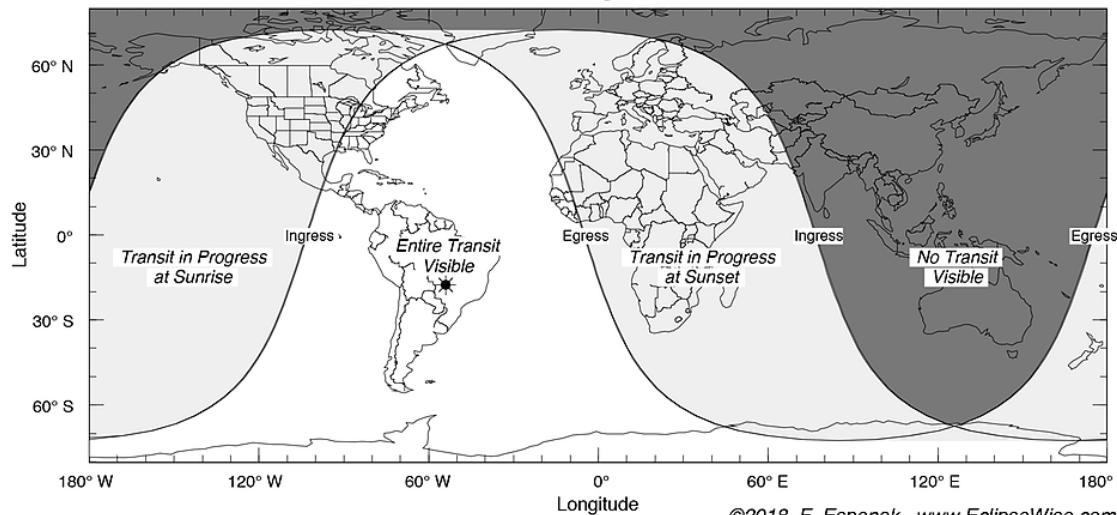 60° N
30° N
0°
30° S
60° S
Latitude
Ingress
Egress
Ingress
Egress
Transit in Progress
at Sunrise
Entire Transit
Visible
Transit in Progress
at Sunset
No Transit
Visible
180° W
120° W
60° W
0°
60° E
120° E
180°
Longitude
©2018 F. Espenak www.EclipseWise.com